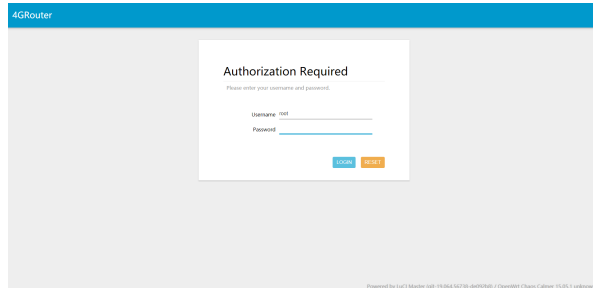 4GRouter
Authorization Required
Please enter your username and password.
Username root
Password
LOGIN RESET
Powered by LuCI Master / OpenWrt Chaos Calmer 15.05.1